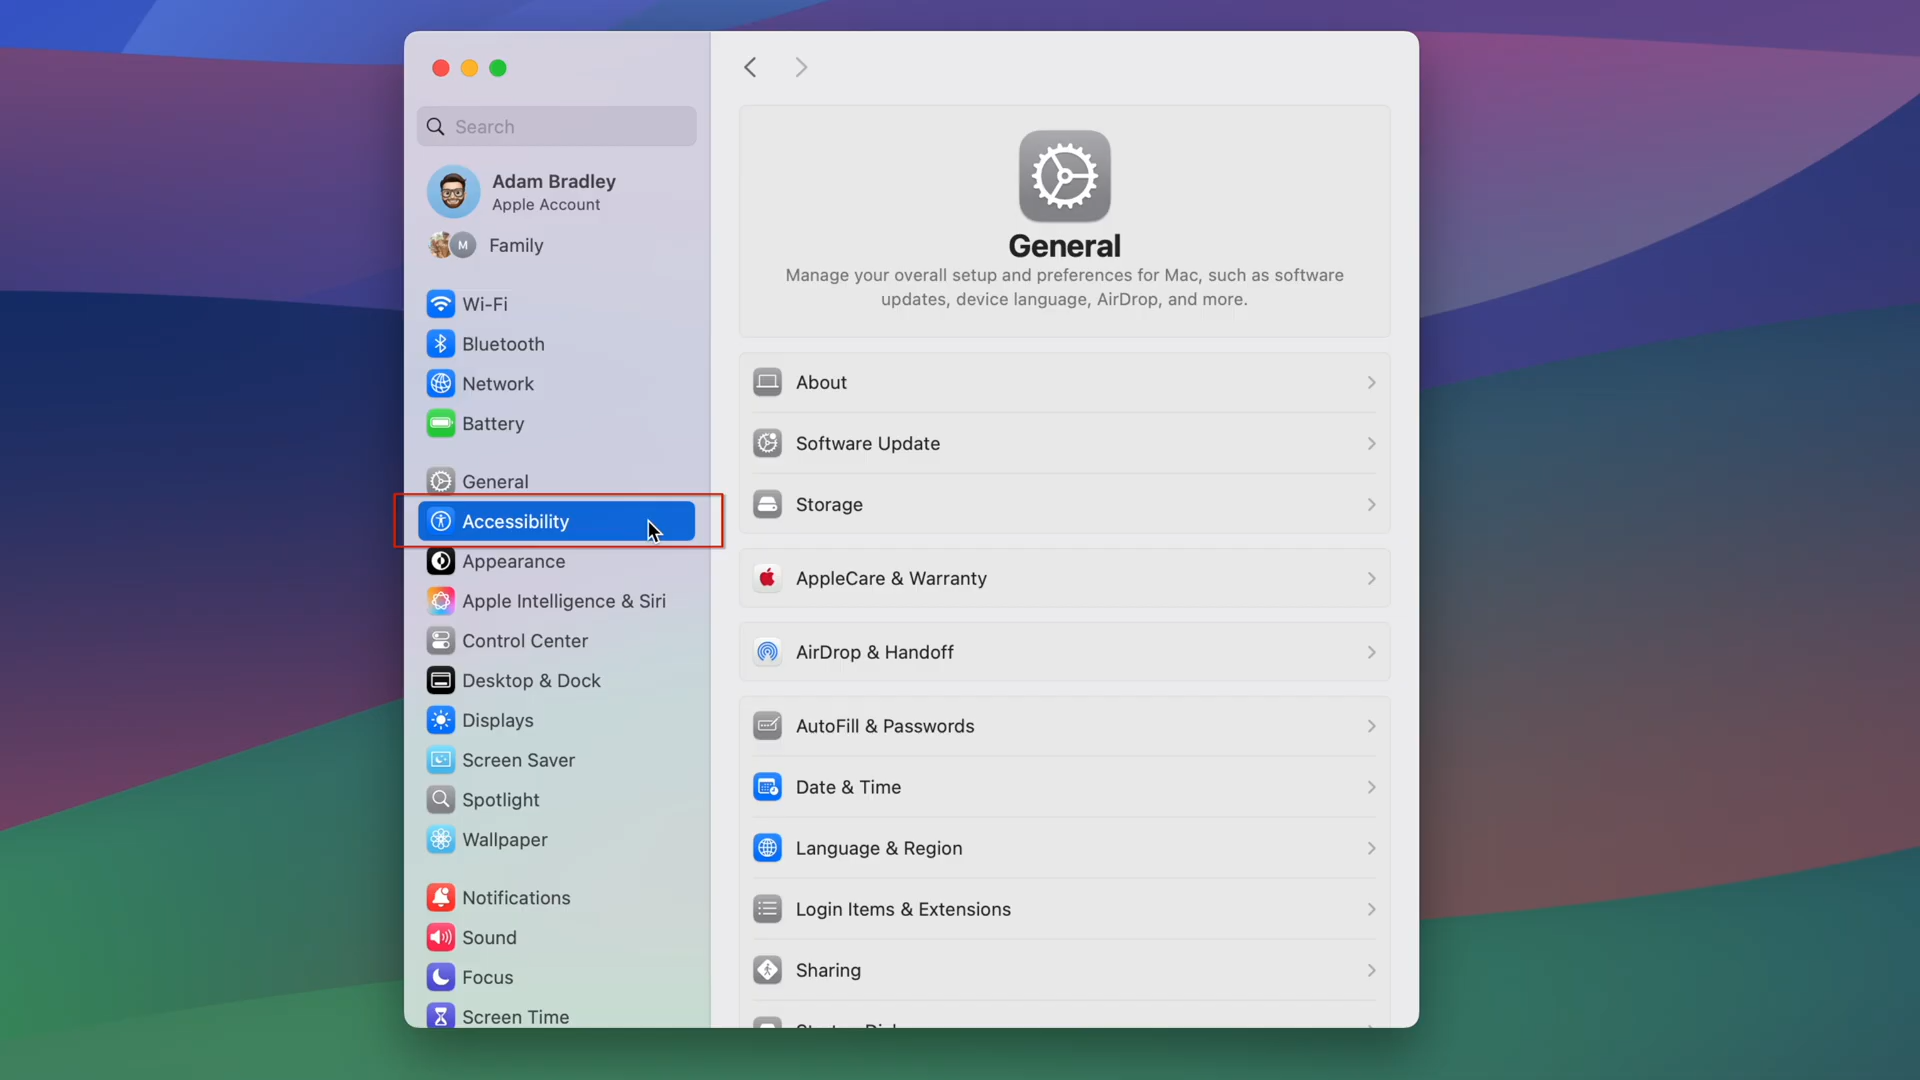 Search
Adam Bradley
Apple Account
M
Family
Wi-Fi
Bluetooth
Network
Battery
General
Accessibility
Appearance
Apple Intelligence & Siri
Control Center
Desktop & Dock
Displays
Screen Saver
Spotlight
Wallpaper
Notifications
Sound
Focus
Screen Time
General
Manage your overall setup and preferences for Mac, such as software
updates, device language, AirDrop, and more.
About
Software Update
Storage
AppleCare & Warranty
AirDrop & Handoff
AutoFill & Passwords
Date & Time
Language & Region
Login Items & Extensions
Sharing